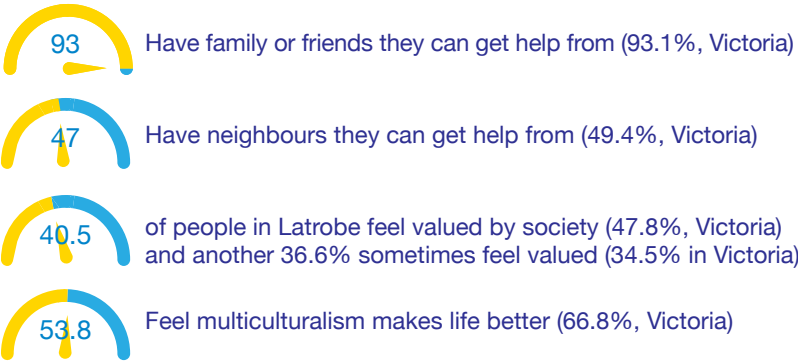 93
Have family or friends they can get help from (93.1%, Victoria)
47
Have neighbours they can get help from (49.4%, Victoria)
40.5
of people in Latrobe feel valued by society (47.8%, Victoria)
and another 36.6% sometimes feel valued (34.5% in Victoria)
53.8
Feel multiculturalism makes life better (66.8%, Victoria)